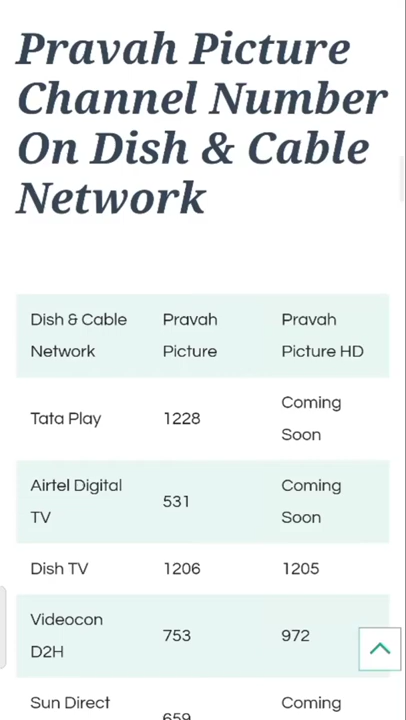 Pravah Picture
Channel Number
On Dish & Cable
Network
Dish & Cable Network Pravah Picture Pravah Picture HD
Tata Play 1228 Coming Soon
Airtel Digital TV 531 Coming Soon
Dish TV 1206 1205
Videocon D2H 753 972
Sun Direct 659 Coming